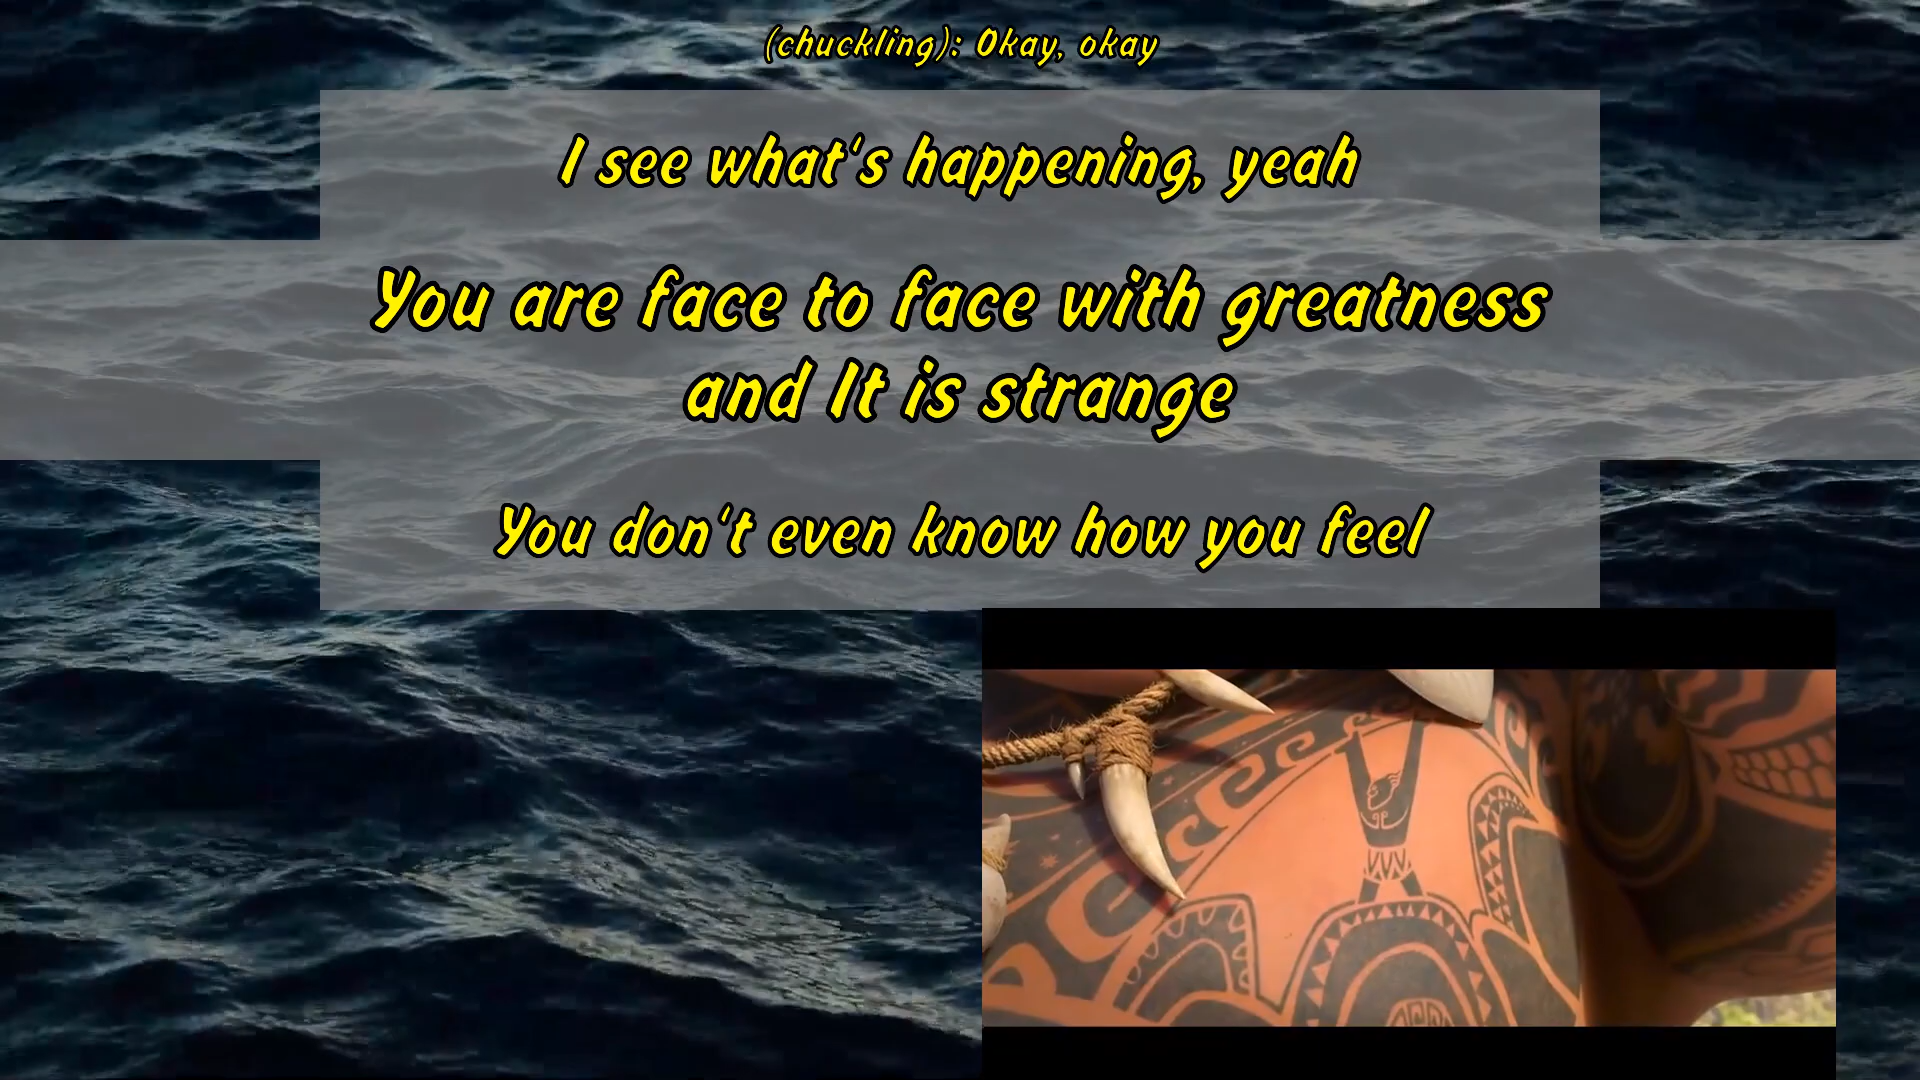 (chuckling): Okay, okay
I see what's happening, yeah
You are face to face with greatness
and It is strange
You don't even know how you feel